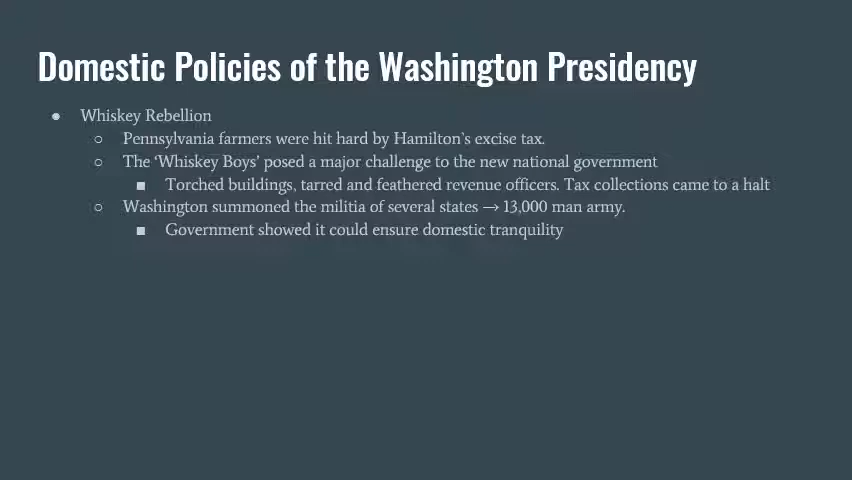 Domestic Policies of the Washington Presidency
● Whiskey Rebellion
○ Pennsylvania farmers were hit hard by Hamilton's excise tax.
○ The 'Whiskey Boys' posed a major challenge to the new national government
■ Torched buildings, tarred and feathered revenue officers. Tax collections came to a halt
○ Washington summoned the militia of several states → 13,000 man army.
■ Government showed it could ensure domestic tranquility